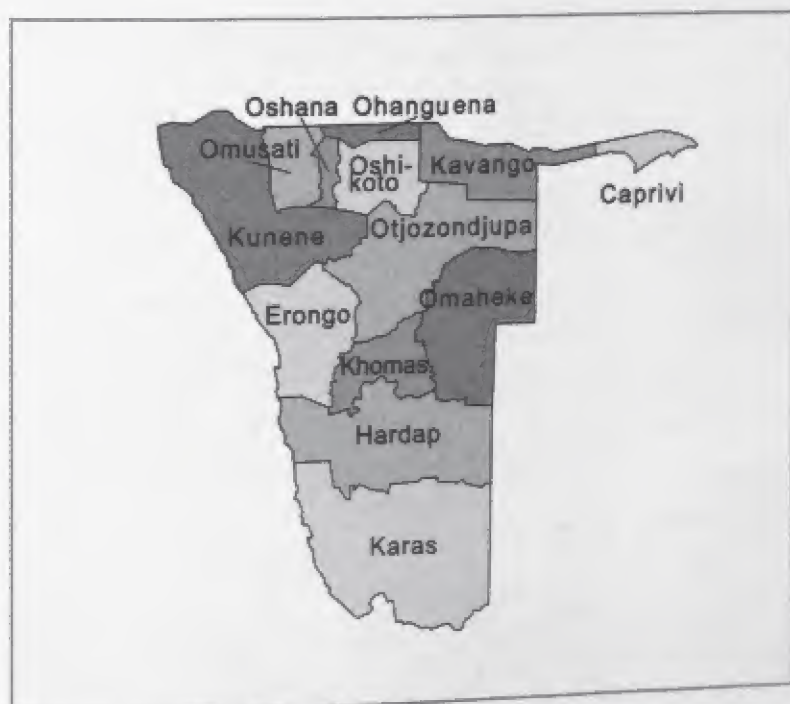 Oshana Ohanguena
Omusati
Oshi-
koto
Kavango
Caprivi
Kunene
Otjozondjupa
Omaheke
Erongo
Khomas
Hardap
Karas